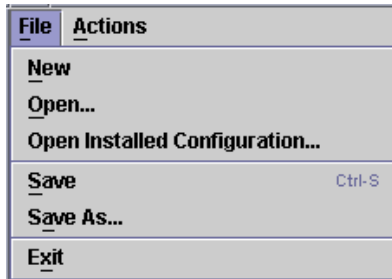 File Actions
New
Open...
Open Installed Configuration...
Save Ctrl-S
Save As...
Exit